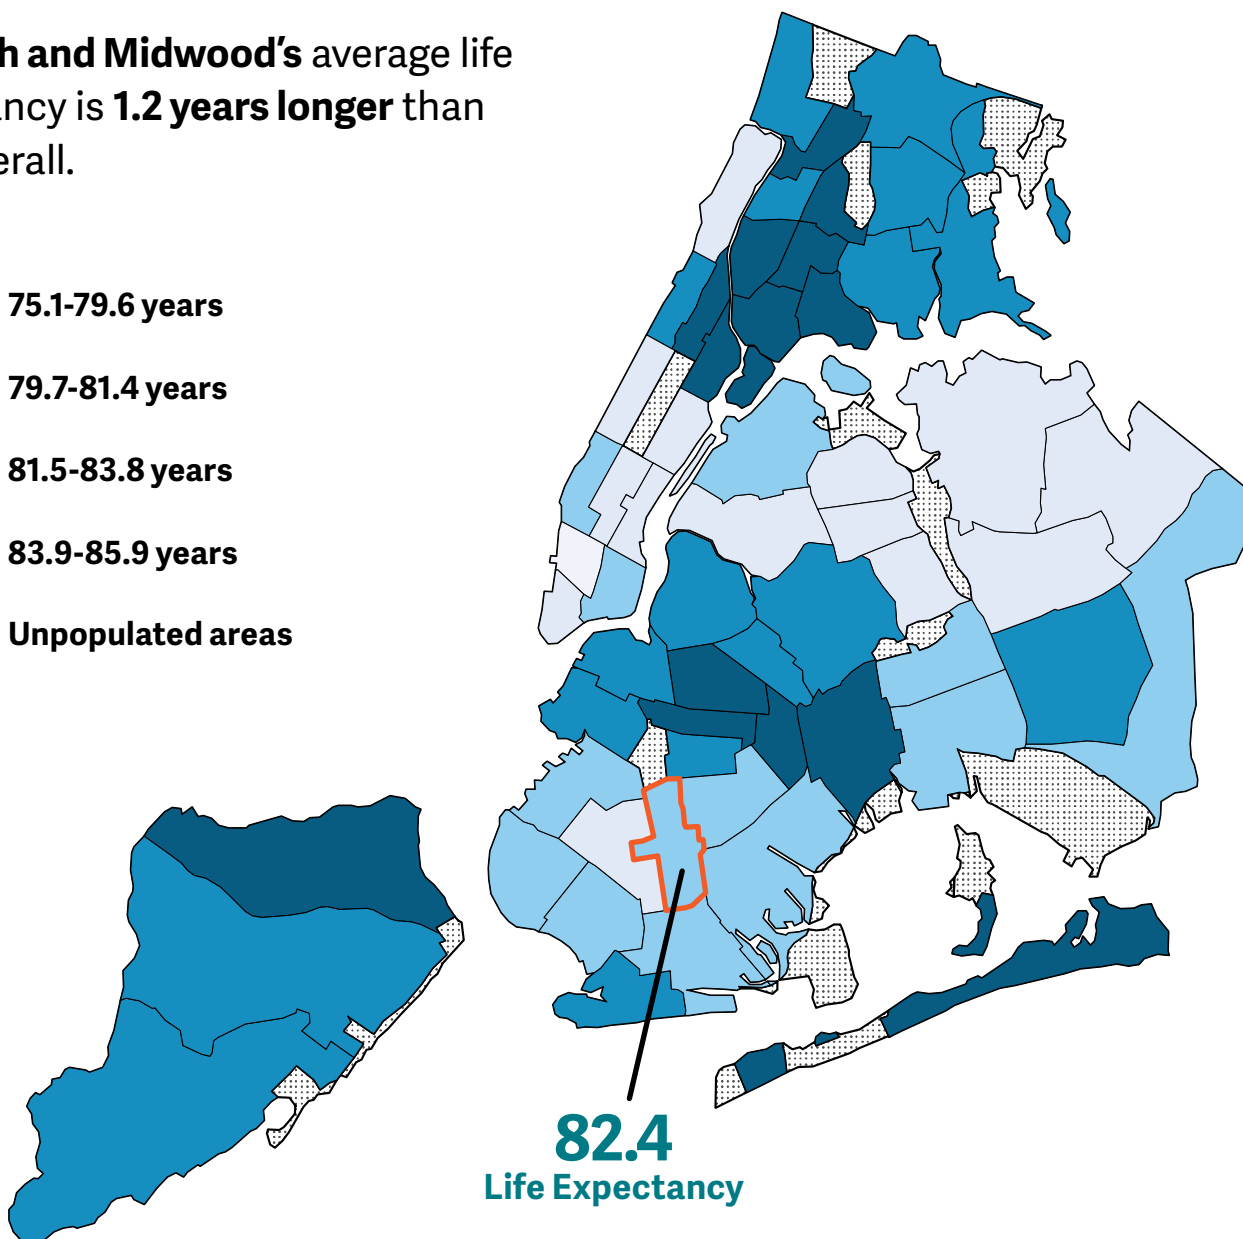 h and Midwood's average life
ancy is 1.2 years longer than
erall.
75.1-79.6 years
79.7-81.4 years
81.5-83.8 years
83.9-85.9 years
Unpopulated areas
82.4
Life Expectancy